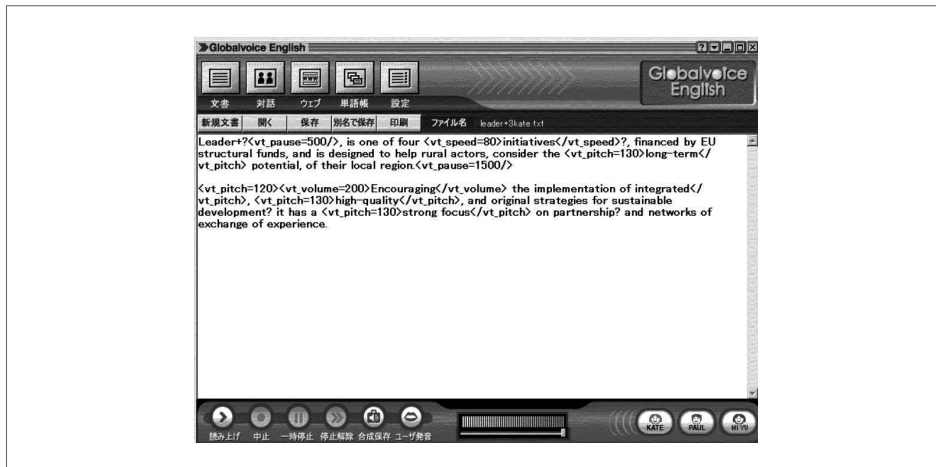 Globalvoice English
文書 対話 ウェブ 単語帳 設定
Globalvoice English
新規文書 開く 保存 別名で保存 印刷 ファイル名 leader+3kate.txt
Leader+?<vt_pause=500/>, is one of four <vt_speed=80>initiatives</vt_speed>?, financed by EU
structural funds, and is designed to help rural actors, consider the <vt_pitch=130>long-term</
vt_pitch> potential, of their local region.<vt_pause=1500/>
<vt_pitch=120><vt_volume=200>Encouraging</vt_volume> the implementation of integrated</
vt_pitch>, <vt_pitch=130>high-quality</vt_pitch>, and original strategies for sustainable
development? it has a <vt_pitch=130>strong focus</vt_pitch> on partnership? and networks of
exchange of experience.
読み上げ 中止 一時停止 停止解除 合成保存 ユーザ発音
KATE PAUL MIYU